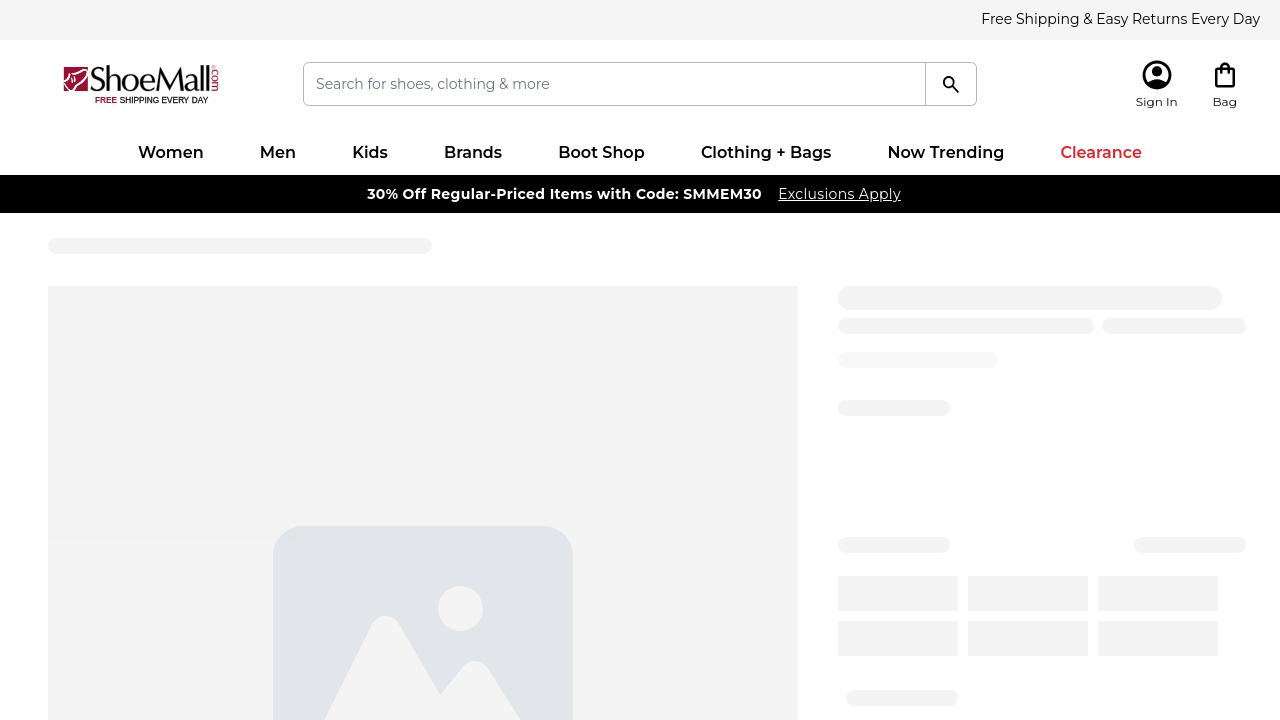 Free Shipping & Easy Returns Every Day
ShoeMall.com
FREE SHIPPING EVERY DAY
Search for shoes, clothing & more
Sign In
Bag
Women
Men
Kids
Brands
Boot Shop
Clothing + Bags
Now Trending
Clearance
30% Off Regular-Priced Items with Code: SMMEM30 Exclusions Apply